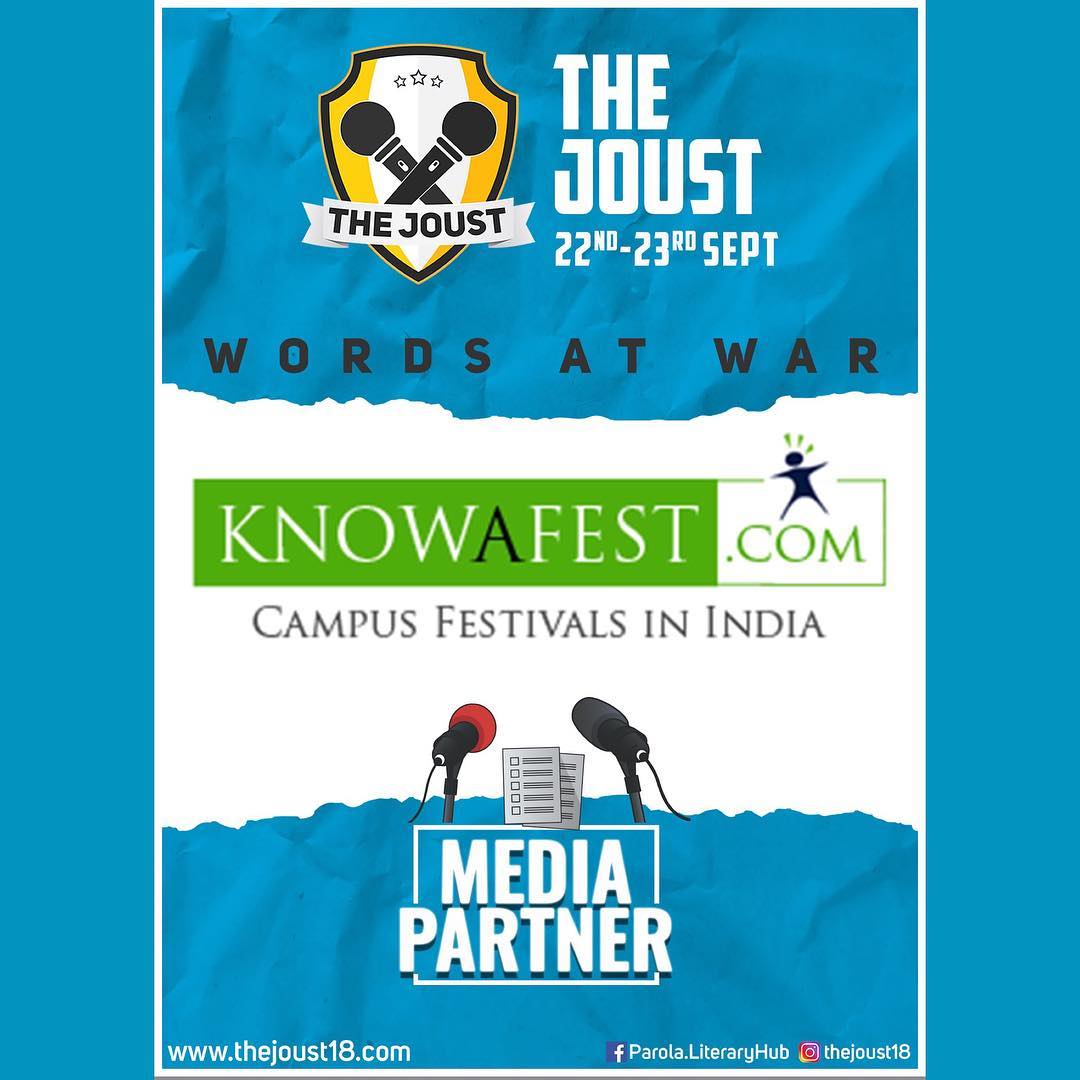 THE JOUST
THE
JOUST
22ND-23RD SEPT
WORDS AT WAR
KNOWAFEST.COM
CAMPUS FESTIVALS IN INDIA
MEDIA
PARTNER
www.thejoust18.com
Parola.LiteraryHub thejoust18